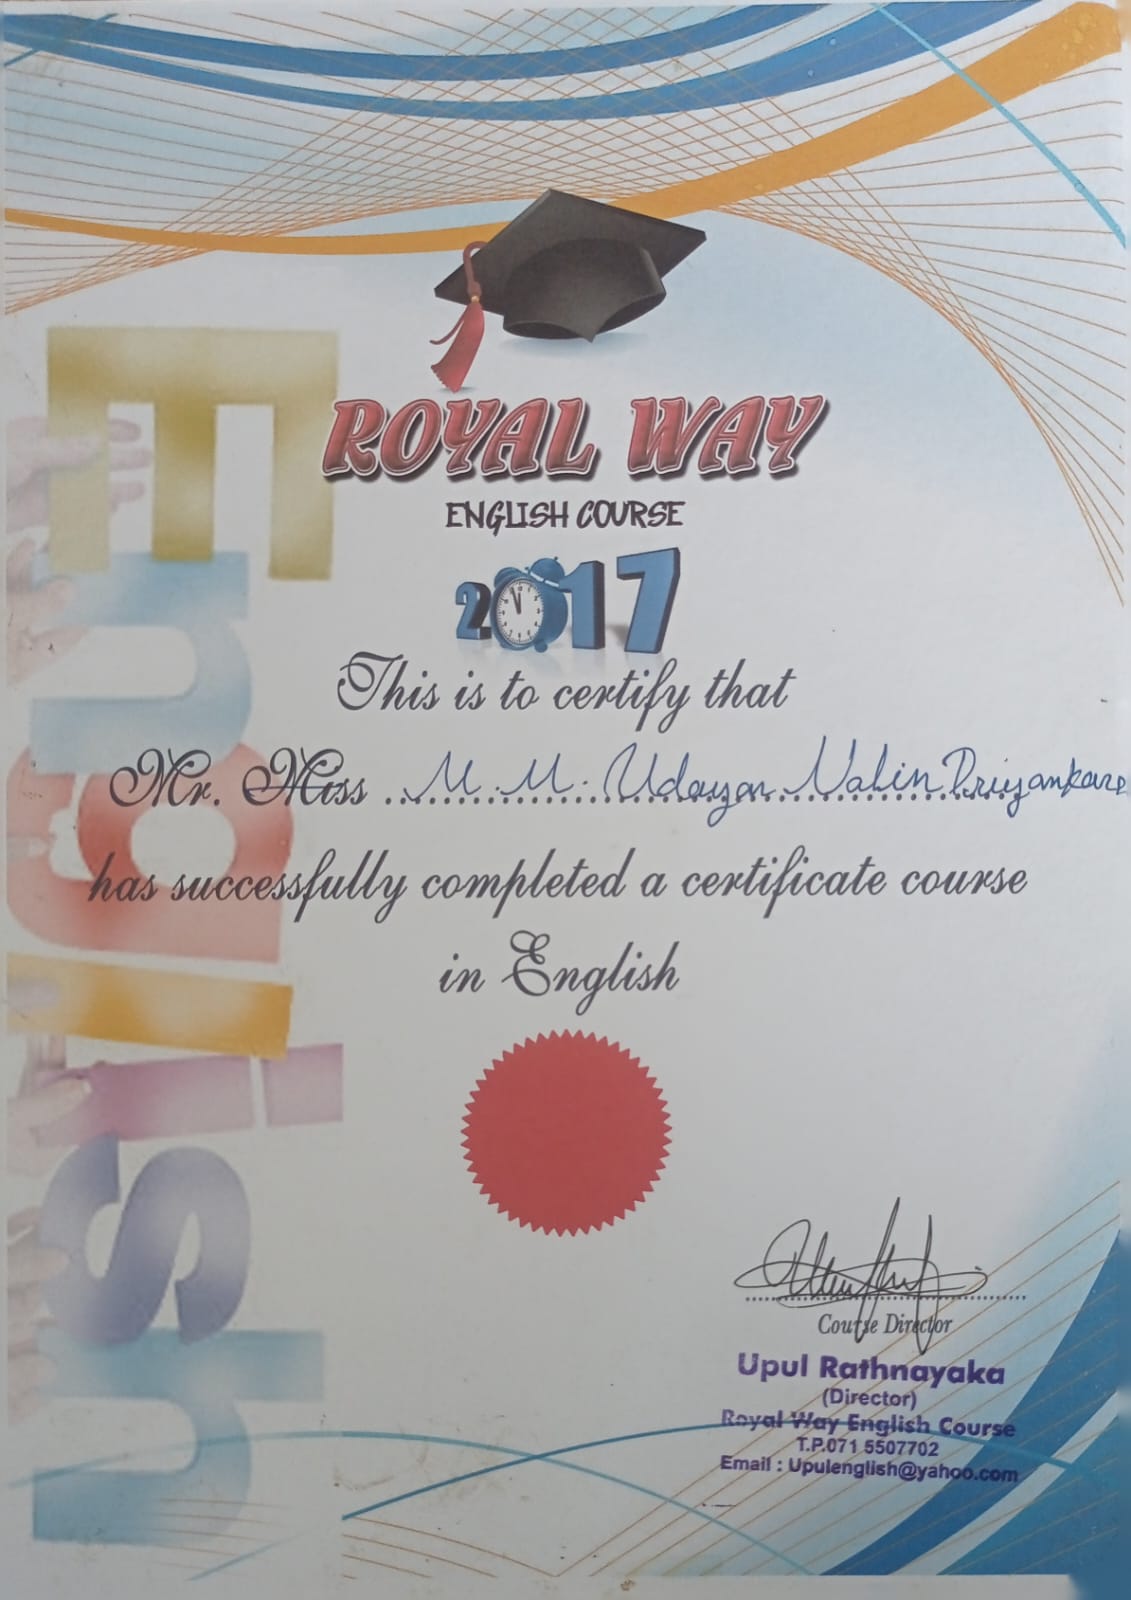 ROYAL WAY
ENGLISH COURSE
2017
This is to certify that
Mr. Miss ... M. M. Udayan Nalin Priyankara
has successfully completed a certificate course
in English
Course Director
Upul Rathnayaka
(Director)
Royal Way English Course
T.P.071 5507702
Email : Upulenglish@yahoo.com
English